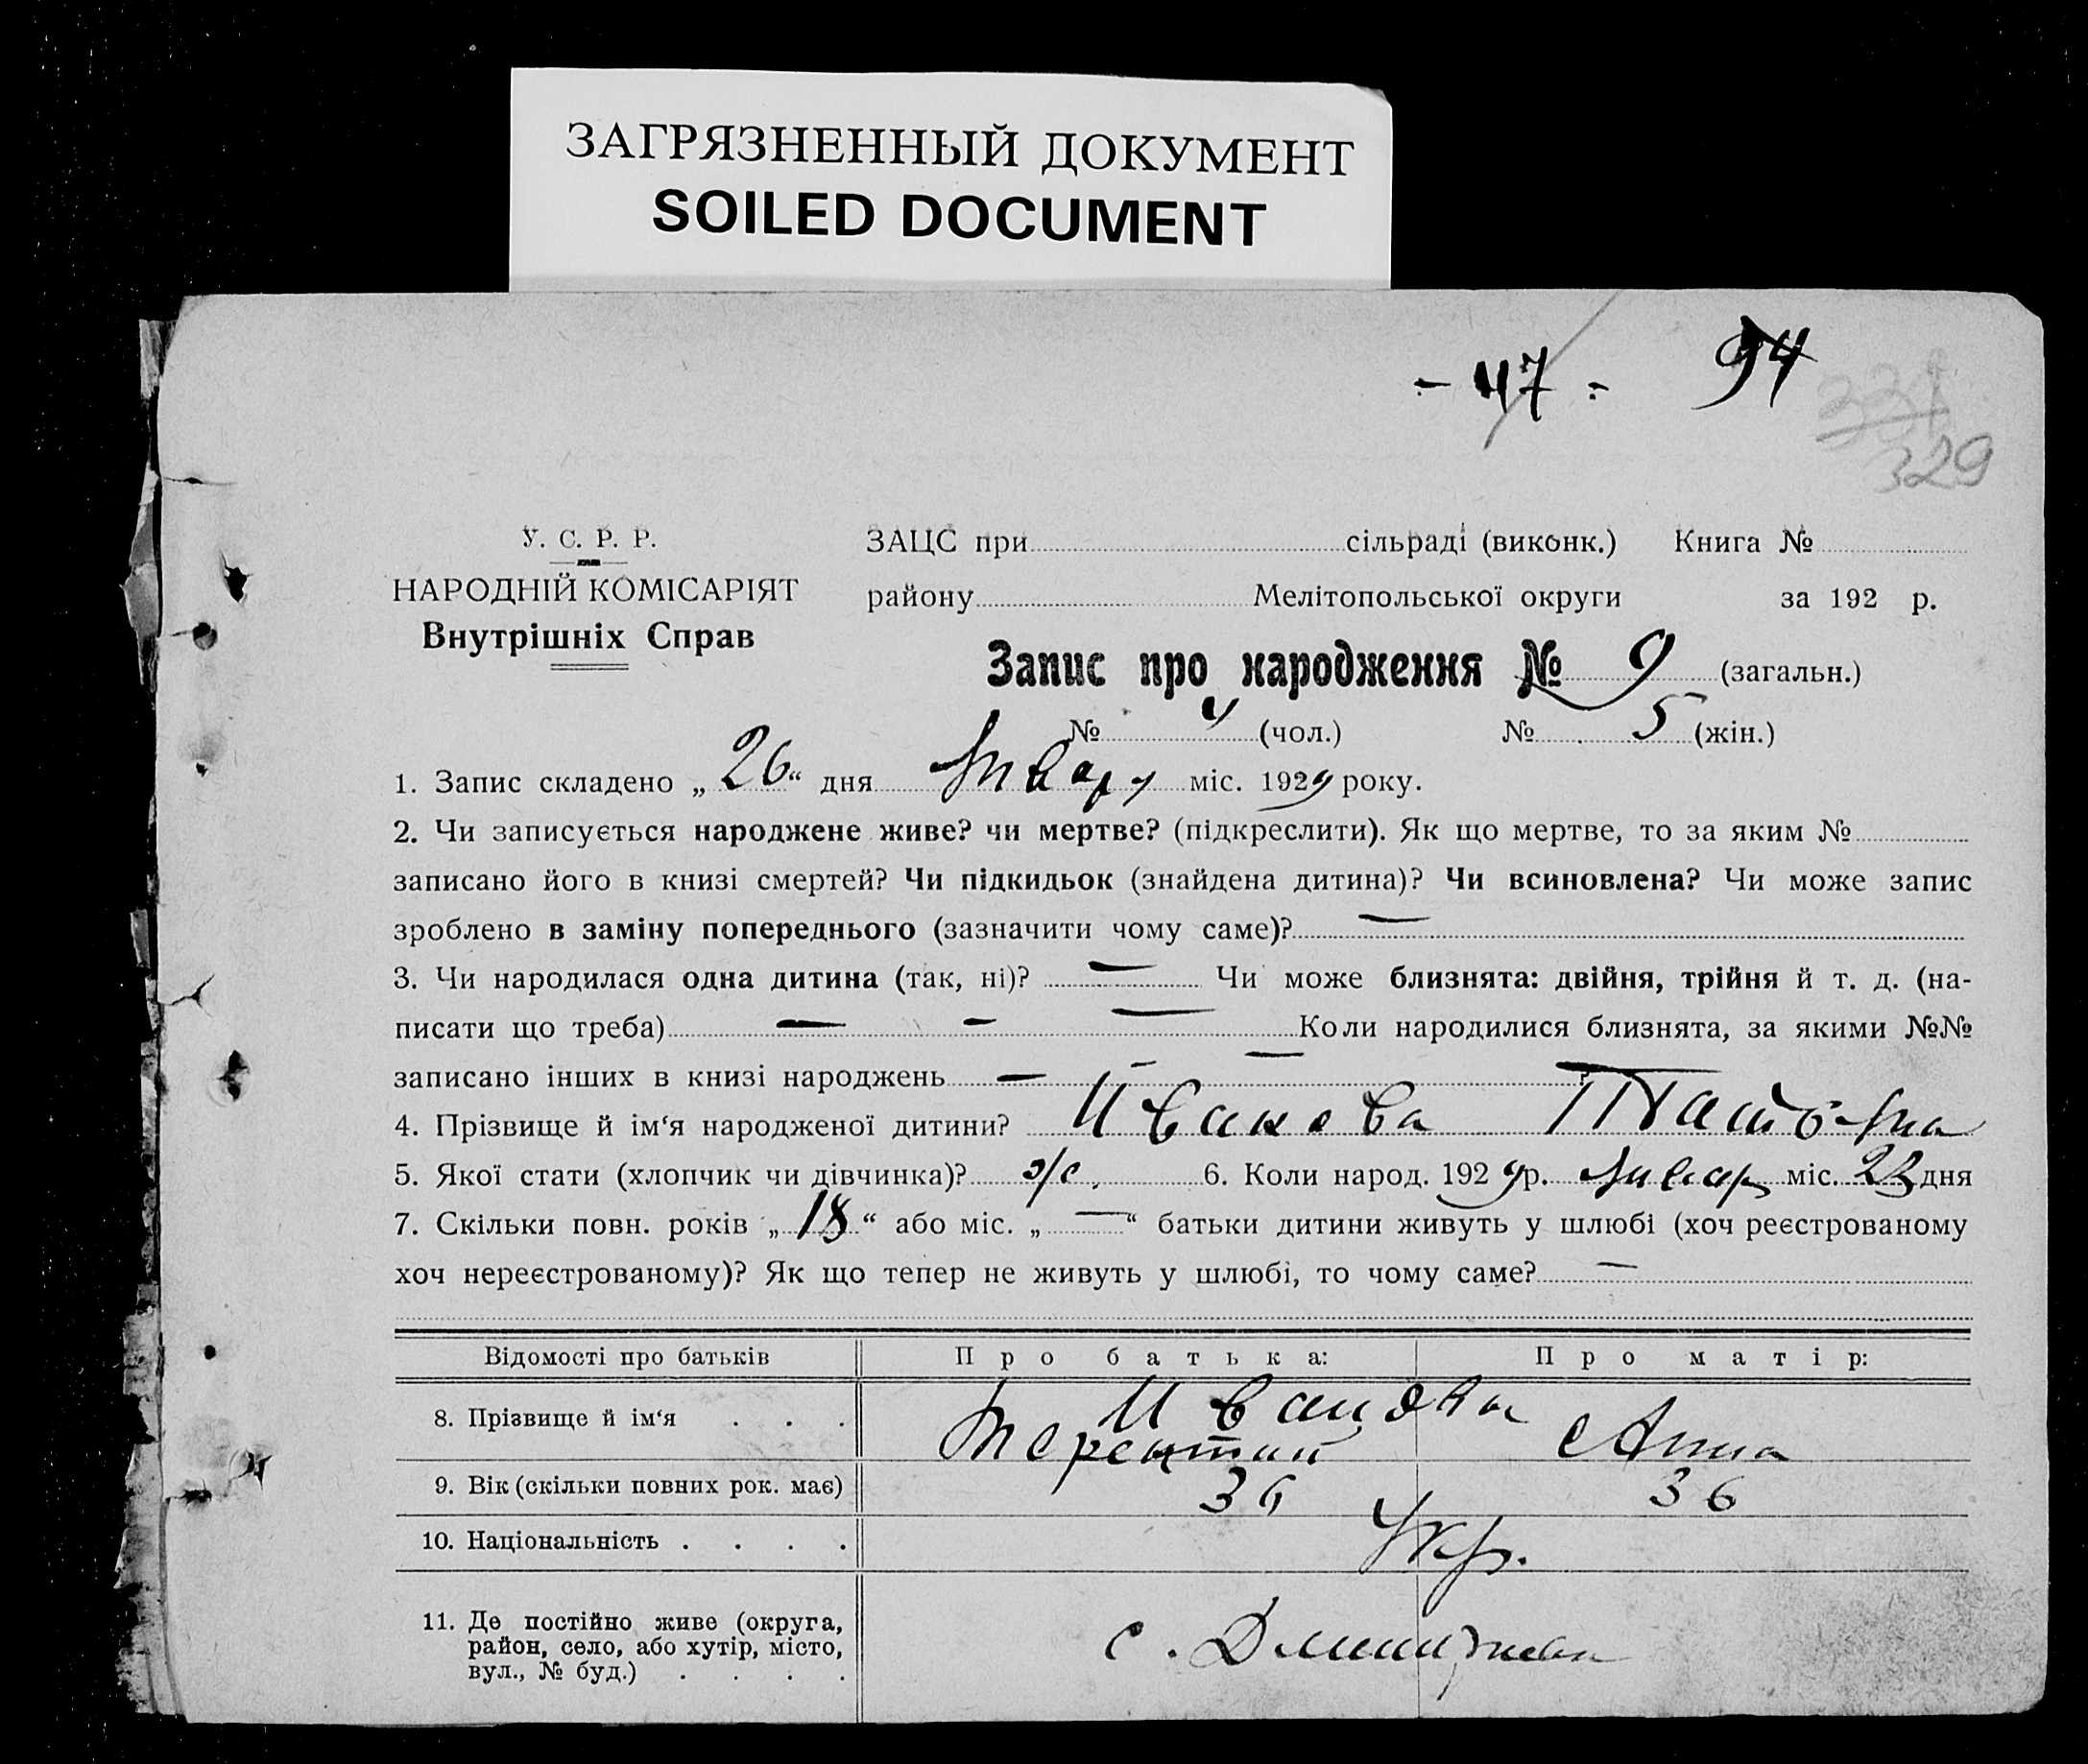 ЗАГРЯЗНЕННЫЙ ДОКУМЕНТ
SOILED DOCUMENT
- 47 - 94
331
329
У. С. Р. Р.
НАРОДНІЙ КОМІСАРІЯТ
Внутрішніх Справ
ЗАЦС при сільраді (виконк.) Книга №
району Мелітопольської округи за 192 р.
Запис про народження № 9 (загальн.)
№ 4 (чол.) № 5 (жін.)
1. Запис складено „ 26 “ дня Январ міс. 1929 року.
2. Чи записується народжене живе? чи мертве? (підкреслити). Як що мертве, то за яким №
записано його в книзі смертей? Чи підкидьок (знайдена дитина)? Чи всиновлена? Чи може запис
зроблено в заміну попереднього (зазначити чому саме)? —
3. Чи народилася одна дитина (так, ні)? — Чи може близнята: двійня, трійня й т. д. (на-
писати що треба) — - — Коли народилися близнята, за якими №№
записано інших в книзі народжень — - — ?
4. Прізвище й ім‘я народженої дитини? Иванова
5. Якої стати (хлопчик чи дівчинка)? ж. 6. Коли народ. 1929 р. Январ міс. 23 дня
7. Скільки повн. років „ 18 “ або міс. „ — “ батьки дитини живуть у шлюбі (хоч реєстрованому
хоч нереєстрованому)? Як що тепер не живуть у шлюбі, то чому саме? —
Відомості про батьків Про батька: Про матір:
8. Прізвище й ім‘я . . . Ивановы
Терентий Анна
9. Вік (скільки повних рок. має) 36 36
10. Національність . . . . Укр.
11. Де постійно живе (округа,
район, село, або хутір, місто,
вул., № буд.) . . . . с. Дмитровка